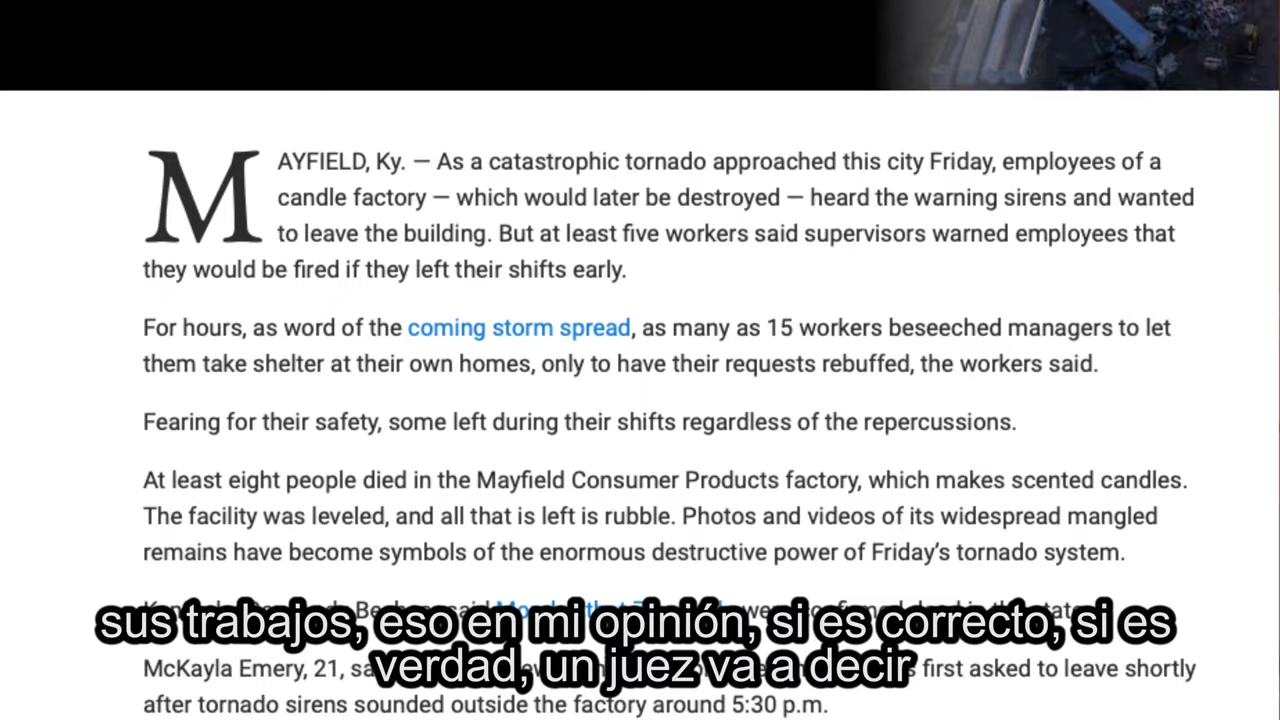 MAYFIELD, Ky. — As a catastrophic tornado approached this city Friday, employees of a
candle factory — which would later be destroyed — heard the warning sirens and wanted
to leave the building. But at least five workers said supervisors warned employees that
they would be fired if they left their shifts early.
For hours, as word of the coming storm spread, as many as 15 workers beseeched managers to let
them take shelter at their own homes, only to have their requests rebuffed, the workers said.
Fearing for their safety, some left during their shifts regardless of the repercussions.
At least eight people died in the Mayfield Consumer Products factory, which makes scented candles.
The facility was leveled, and all that is left is rubble. Photos and videos of its widespread mangled
remains have become symbols of the enormous destructive power of Friday’s tornado system.
sus trabajos, eso en mi opinión, si es correcto, si es
verdad, un juez va a decir
McKayla Emery, 21, first asked to leave shortly
after tornado sirens sounded outside the factory around 5:30 p.m.